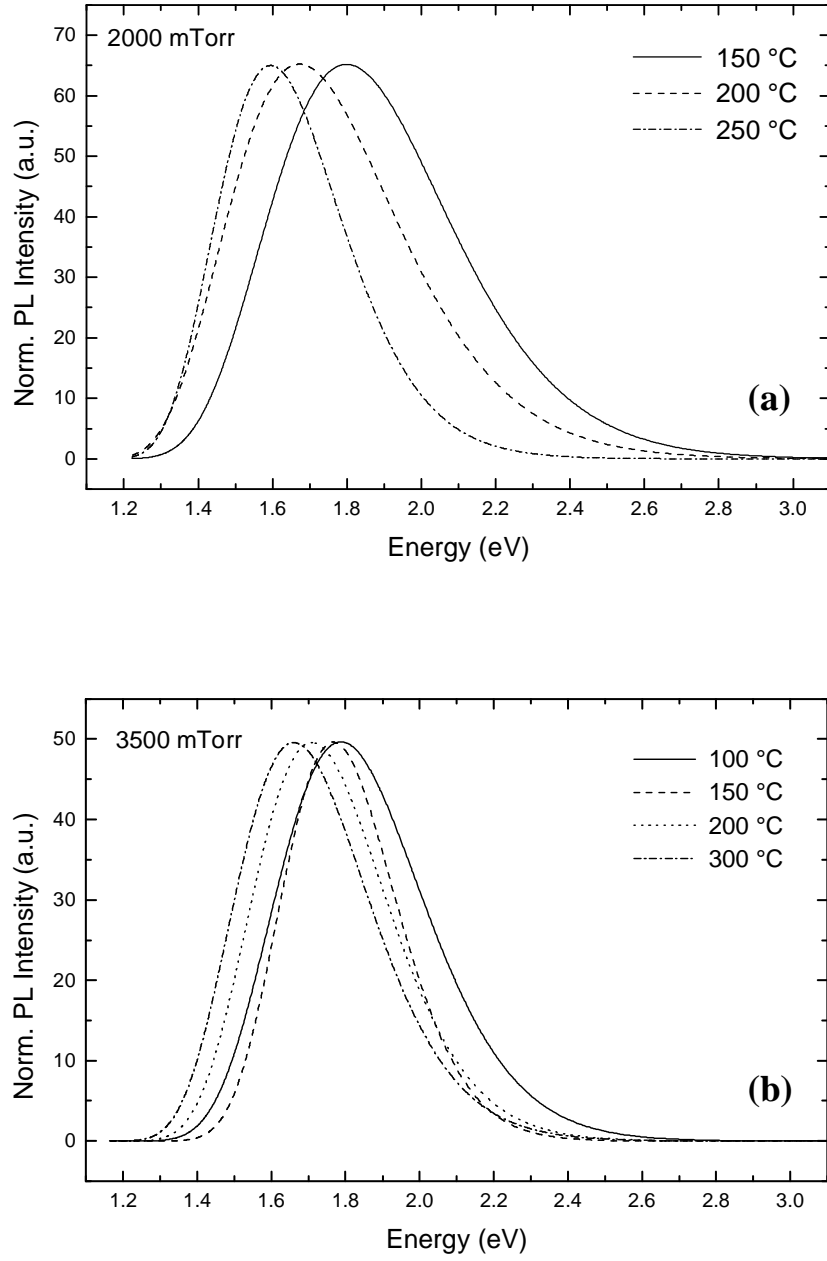 2000 mTorr
150 °C
200 °C
250 °C
Norm. PL Intensity (a.u.)
70
60
50
40
30
20
10
0
(a)
1.2 1.4 1.6 1.8 2.0 2.2 2.4 2.6 2.8 3.0
Energy (eV)
3500 mTorr
100 °C
150 °C
200 °C
300 °C
Norm. PL Intensity (a.u.)
50
40
30
20
10
0
(b)
1.2 1.4 1.6 1.8 2.0 2.2 2.4 2.6 2.8 3.0
Energy (eV)